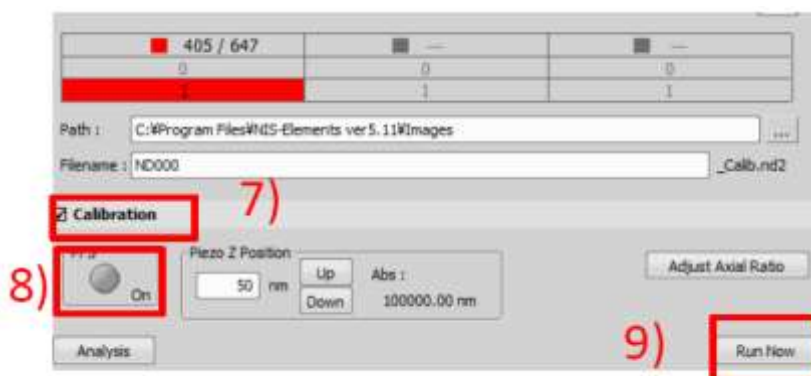 405 / 647 --- ---
0 0 0
1 1 1
Path : C:¥Program Files¥NIS-Elements ver5.11¥Images ...
Filename : ND000 _Calib.nd2
7)
Calibration
8)
Piezo Z Position
On 50 nm Up Down Abs : 100000.00 nm
Adjust Axial Ratio
9)
Analysis Run Now